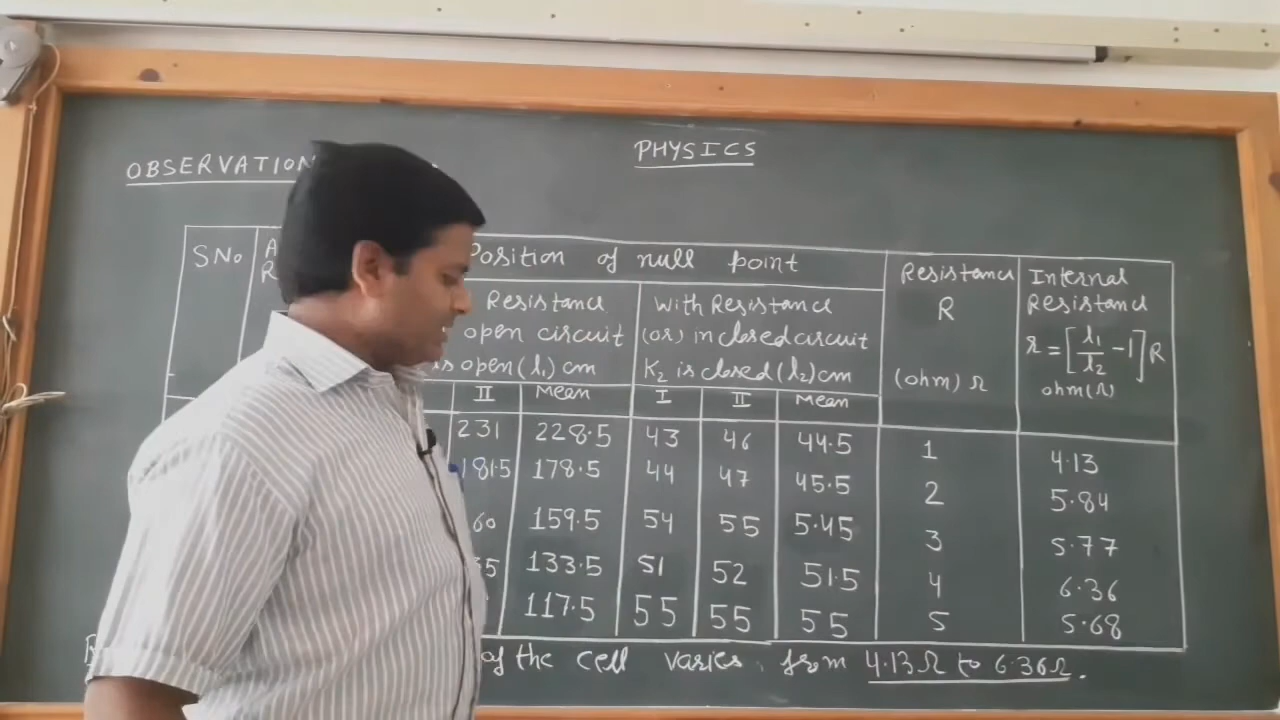 PHYSICS
OBSERVATION
SNo
Position of null point
Resistance
R
(ohm) Ω
Internal
Resistance
r = [l₁/l₂ - 1] R
ohm(Ω)
Resistance
open circuit
is open (l₁) cm
With Resistance
(or) in closed circuit
K₂ is closed (l₂) cm
II Mean I II Mean
231 228.5 43 46 44.5 1 4.13
181.5 178.5 44 47 45.5 2 5.84
60 159.5 54 55 5.45 3 5.77
35 133.5 51 52 51.5 4 6.36
117.5 55 55 55 5 5.68
of the cell varies from 4.13Ω to 6.36Ω.